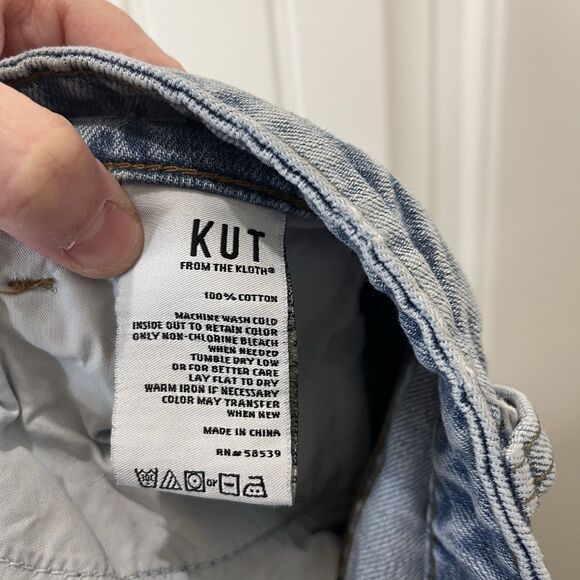 KUT
FROM THE KLOTH®
100% COTTON
MACHINE WASH COLD
INSIDE OUT TO RETAIN COLOR
ONLY NON-CHLORINE BLEACH
WHEN NEEDED
TUMBLE DRY LOW
OR FOR BETTER CARE
LAY FLAT TO DRY
WARM IRON IF NECESSARY
COLOR MAY TRANSFER
WHEN NEW
MADE IN CHINA
RN# 58539
30C OR